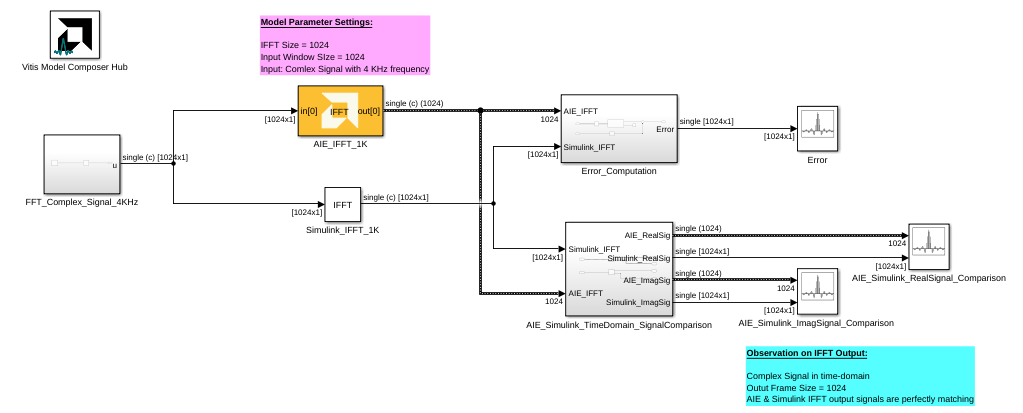 Vitis Model Composer Hub
Model Parameter Settings:
IFFT Size = 1024
Input Window SIze = 1024
Input: Comlex Signal with 4 KHz frequency
in[0]
IFFT
out[0]
[1024x1]
single (c) (1024)
AIE_IFFT_1K
u
single (c) [1024x1]
FFT_Complex_Signal_4KHz
IFFT
[1024x1]
single (c) [1024x1]
Simulink_IFFT_1K
AIE_IFFT
1024
Simulink_IFFT
[1024x1]
Error
single [1024x1]
Error_Computation
[1024x1]
Error
Simulink_IFFT
[1024x1]
AIE_IFFT
1024
AIE_RealSig
single (1024)
Simulink_RealSig
single [1024x1]
AIE_ImagSig
single (1024)
Simulink_ImagSig
single [1024x1]
AIE_Simulink_TimeDomain_SignalComparison
1024
[1024x1]
AIE_Simulink_RealSignal_Comparison
1024
[1024x1]
AIE_Simulink_ImagSignal_Comparison
Observation on IFFT Output:
Complex Signal in time-domain
Outut Frame Size = 1024
AIE & Simulink IFFT output signals are perfectly matching